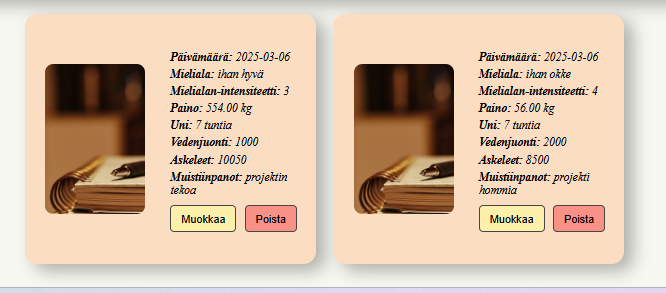 Päivämäärä: 2025-03-06
Mieliala: ihan hyvä
Mielialan-intensiteetti: 3
Paino: 554.00 kg
Uni: 7 tuntia
Vedenjuonti: 1000
Askeleet: 10050
Muistiinpanot: projektin
tekoa
Muokkaa
Poista
Päivämäärä: 2025-03-06
Mieliala: ihan okke
Mielialan-intensiteetti: 4
Paino: 56.00 kg
Uni: 7 tuntia
Vedenjuonti: 2000
Askeleet: 8500
Muistiinpanot: projekti
hommia
Muokkaa
Poista